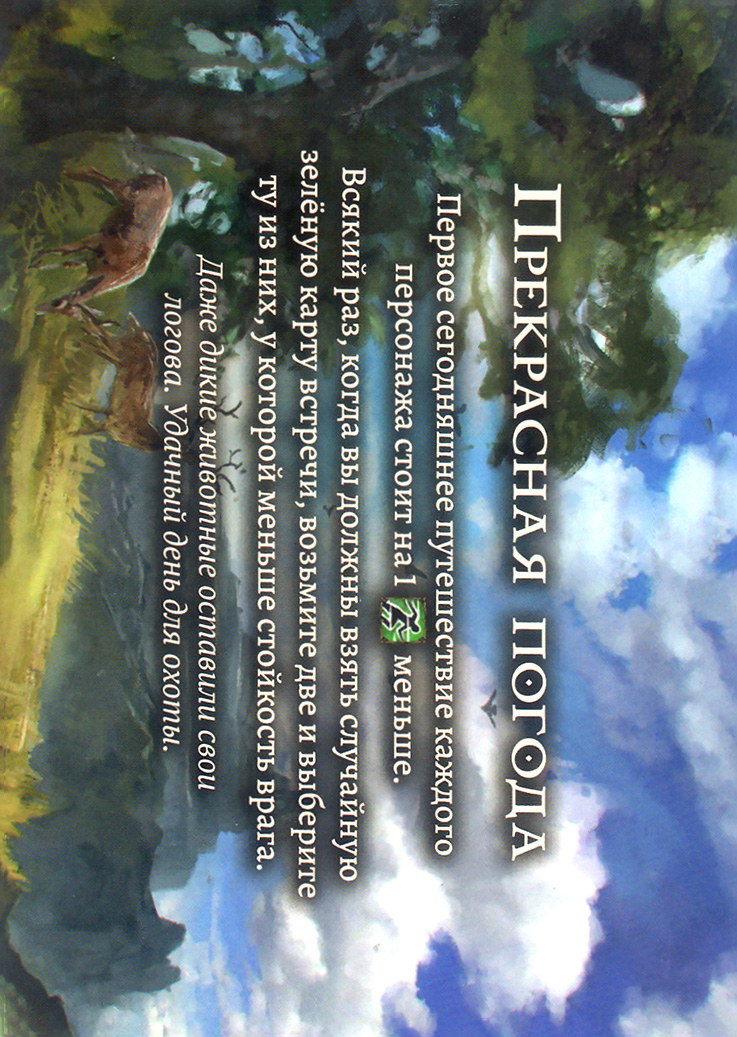 Прекрасная погода
Первое сегодняшнее путешествие каждого
персонажа стоит на 1 меньше.
Всякий раз, когда вы должны взять случайную
зелёную карту встречи, возьмите две и выберите
ту из них, у которой меньше стойкость врага.
Даже дикие животные оставили свои
логова. Удачный день для охоты.